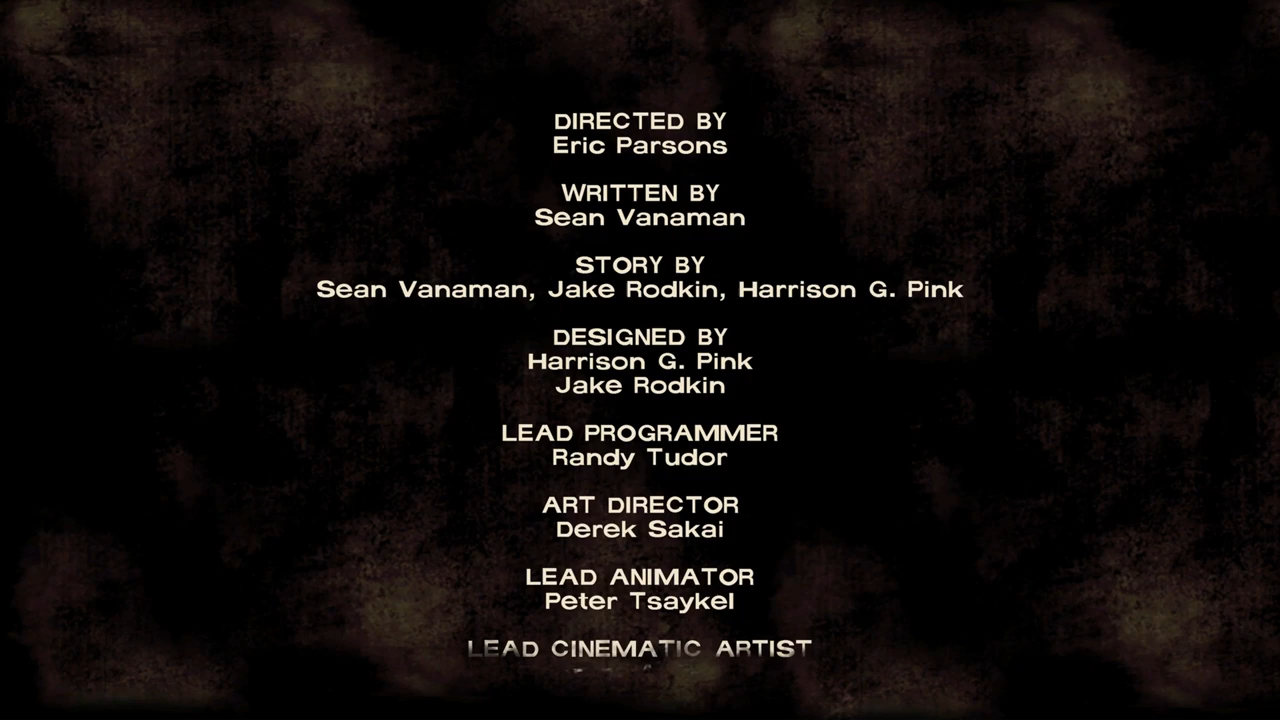 DIRECTED BY
Eric Parsons
WRITTEN BY
Sean Vanaman
STORY BY
Sean Vanaman, Jake Rodkin, Harrison G. Pink
DESIGNED BY
Harrison G. Pink
Jake Rodkin
LEAD PROGRAMMER
Randy Tudor
ART DIRECTOR
Derek Sakai
LEAD ANIMATOR
Peter Tsaykel
LEAD CINEMATIC ARTIST